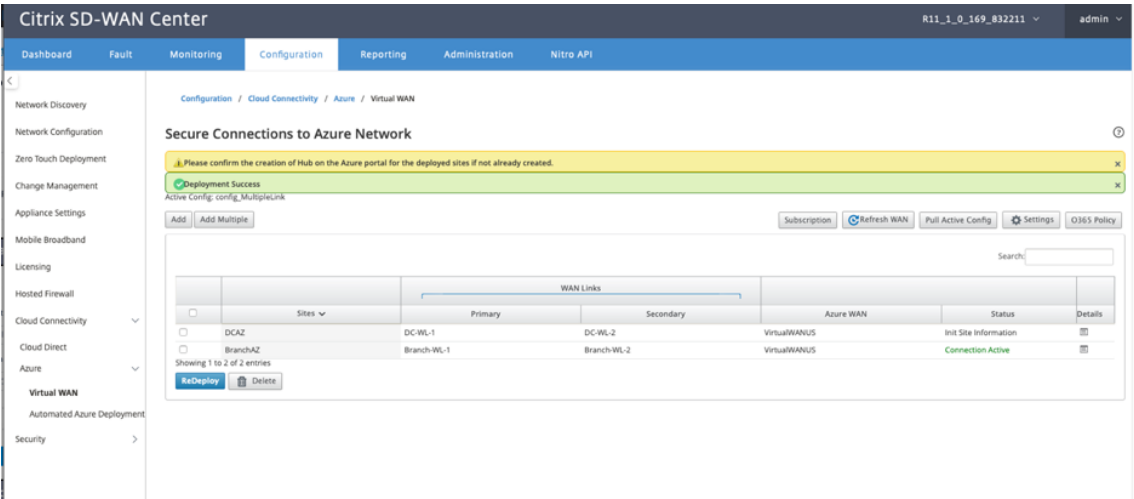 Citrix SD-WAN Center
R11_1_0_169_832211 admin
Dashboard Fault Monitoring Configuration Reporting Administration Nitro API
Network Discovery
Network Configuration
Zero Touch Deployment
Change Management
Appliance Settings
Mobile Broadband
Licensing
Hosted Firewall
Cloud Connectivity
Cloud Direct
Azure
Virtual WAN
Automated Azure Deployment
Security
Configuration / Cloud Connectivity / Azure / Virtual WAN
Secure Connections to Azure Network
Please confirm the creation of Hub on the Azure portal for the deployed sites if not already created. x
Deployment Success x
Active Config: config_MultipleLink
Add Add Multiple Subscription Refresh WAN Pull Active Config Settings O365 Policy
Search:
WAN Links
Sites Primary Secondary Azure WAN Status Details
DCAZ DC-WL-1 DC-WL-2 VirtualWANUS Init Site Information
BranchAZ Branch-WL-1 Branch-WL-2 VirtualWANUS Connection Active
Showing 1 to 2 of 2 entries
ReDeploy Delete